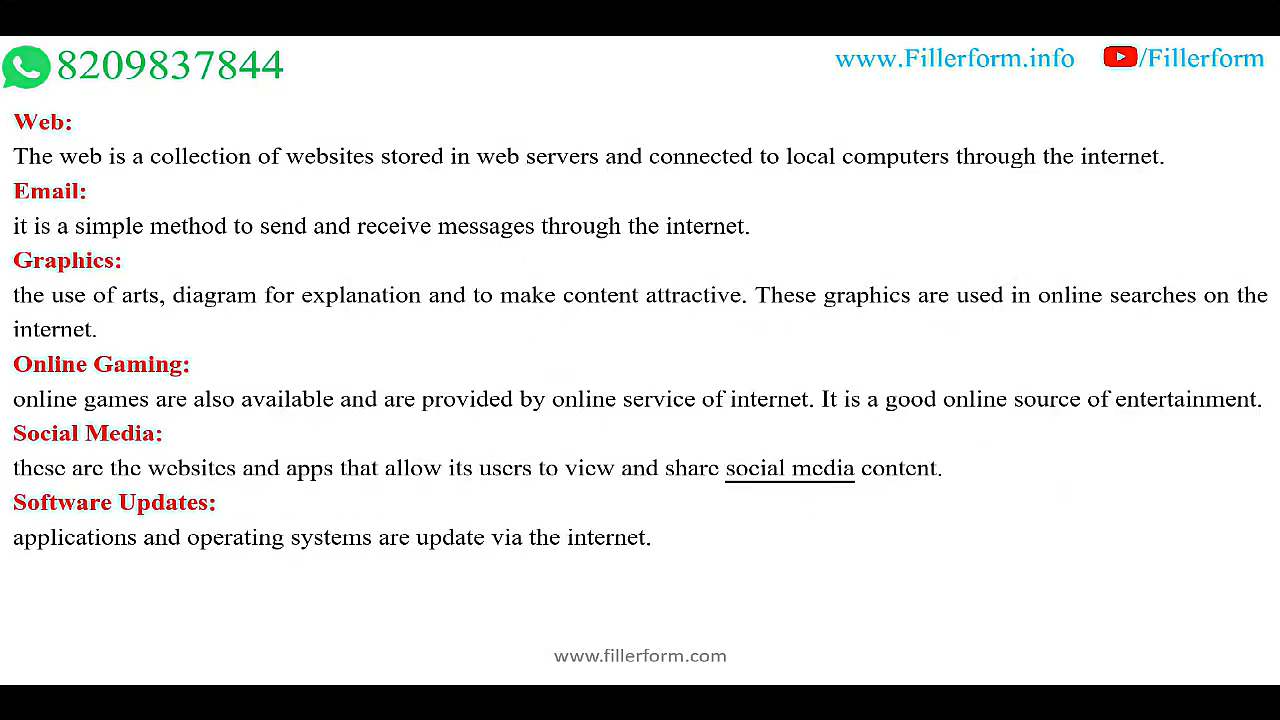 8209837844
www.Fillerform.info /Fillerform
Web:
The web is a collection of websites stored in web servers and connected to local computers through the internet.
Email:
it is a simple method to send and receive messages through the internet.
Graphics:
the use of arts, diagram for explanation and to make content attractive. These graphics are used in online searches on the
internet.
Online Gaming:
online games are also available and are provided by online service of internet. It is a good online source of entertainment.
Social Media:
these are the websites and apps that allow its users to view and share social media content.
Software Updates:
applications and operating systems are update via the internet.
www.fillerform.com